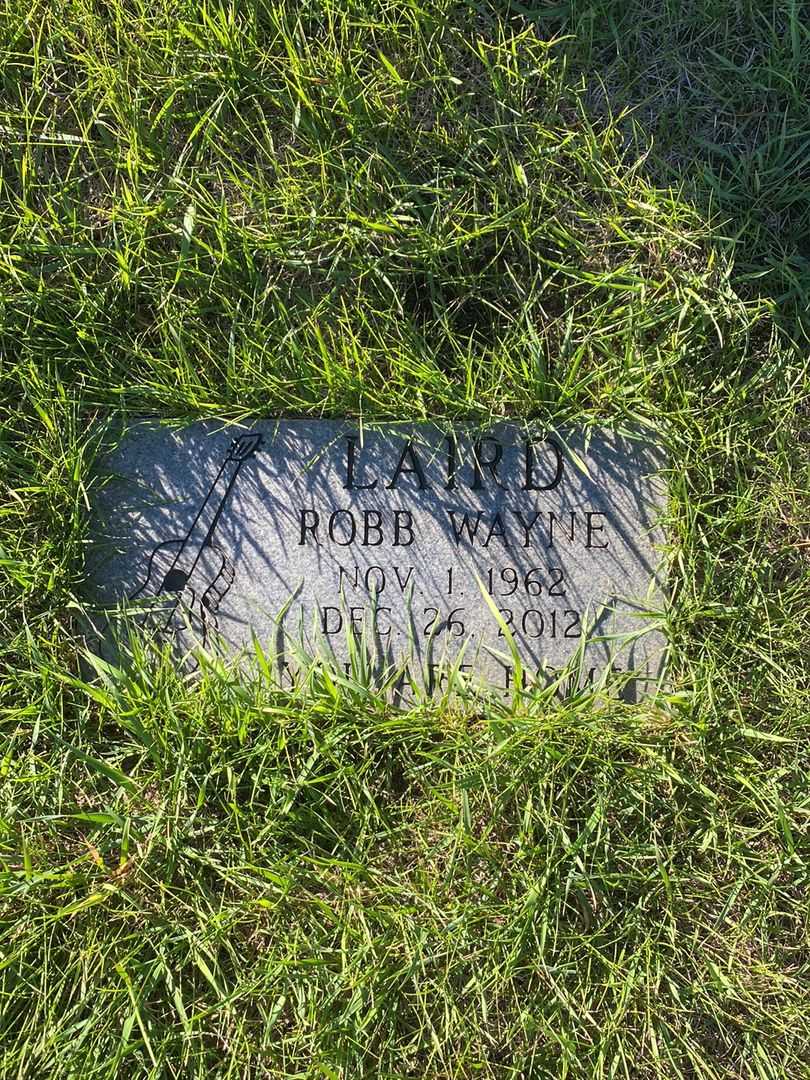 LAIRD
ROBB WAYNE
NOV. 1, 1962
DEC. 26, 2012